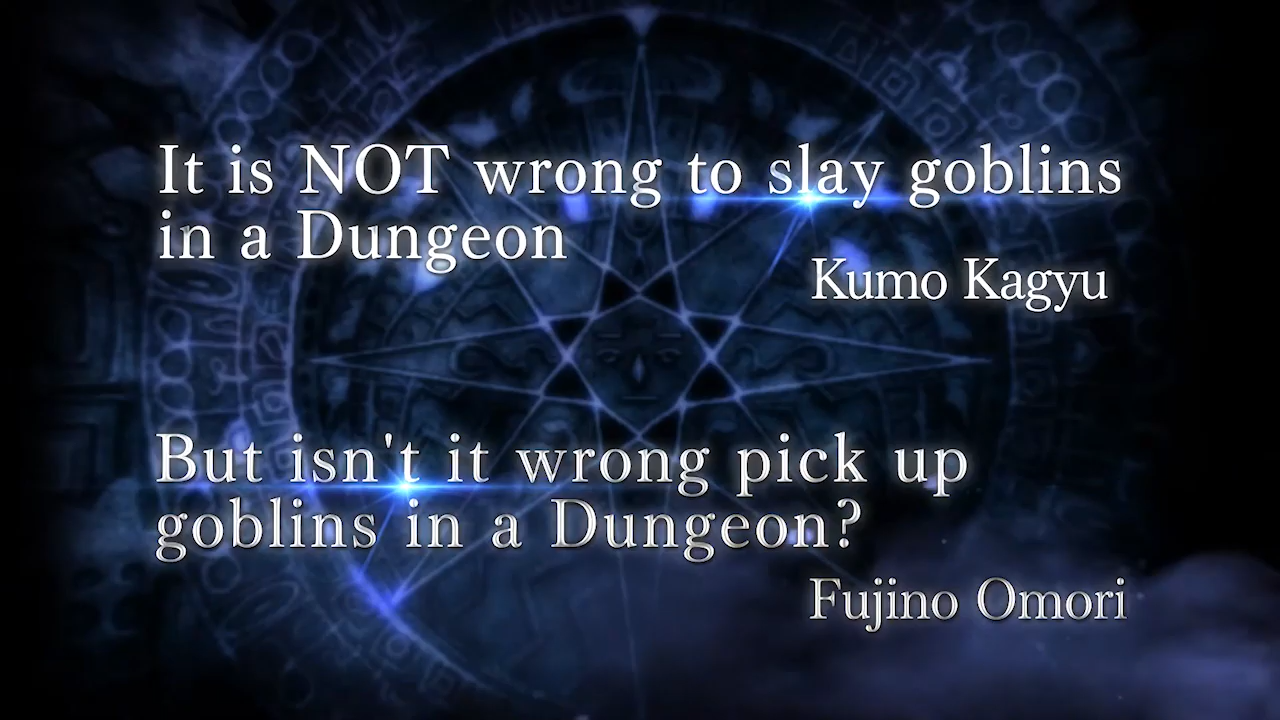 It is NOT wrong to slay goblins
in a Dungeon
Kumo Kagyu
But isn't it wrong pick up
goblins in a Dungeon?
Fujino Omori